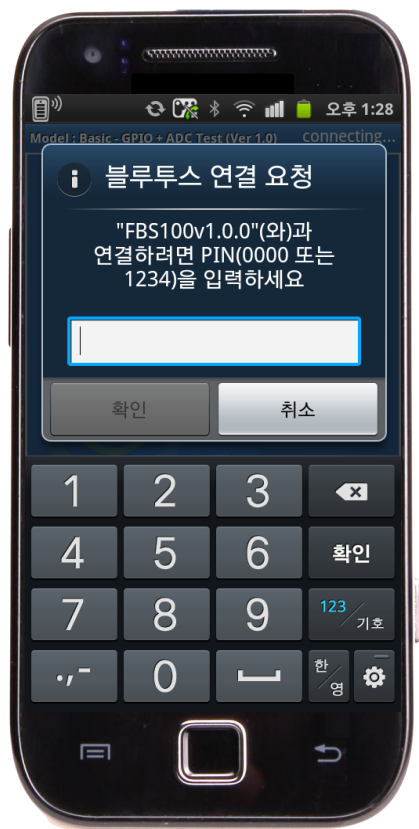 오후 1:28
Model : Basic - GPIO + ADC Test (Ver 1.0) connecting...
블루투스 연결 요청
"FBS100v1.0.0"(와)과
연결하려면 PIN(0000 또는
1234)을 입력하세요
확인 취소
1 2 3
4 5 6 확인
7 8 9 123/기호
.,- 0 한/영